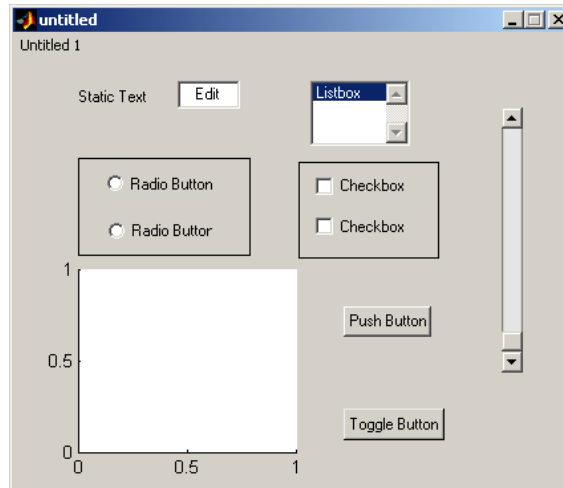 untitled
Untitled 1
Static Text
Edit
Listbox
Radio Button
Radio Buttor
Checkbox
Checkbox
1
0.5
0
0
0.5
1
Push Button
Toggle Button